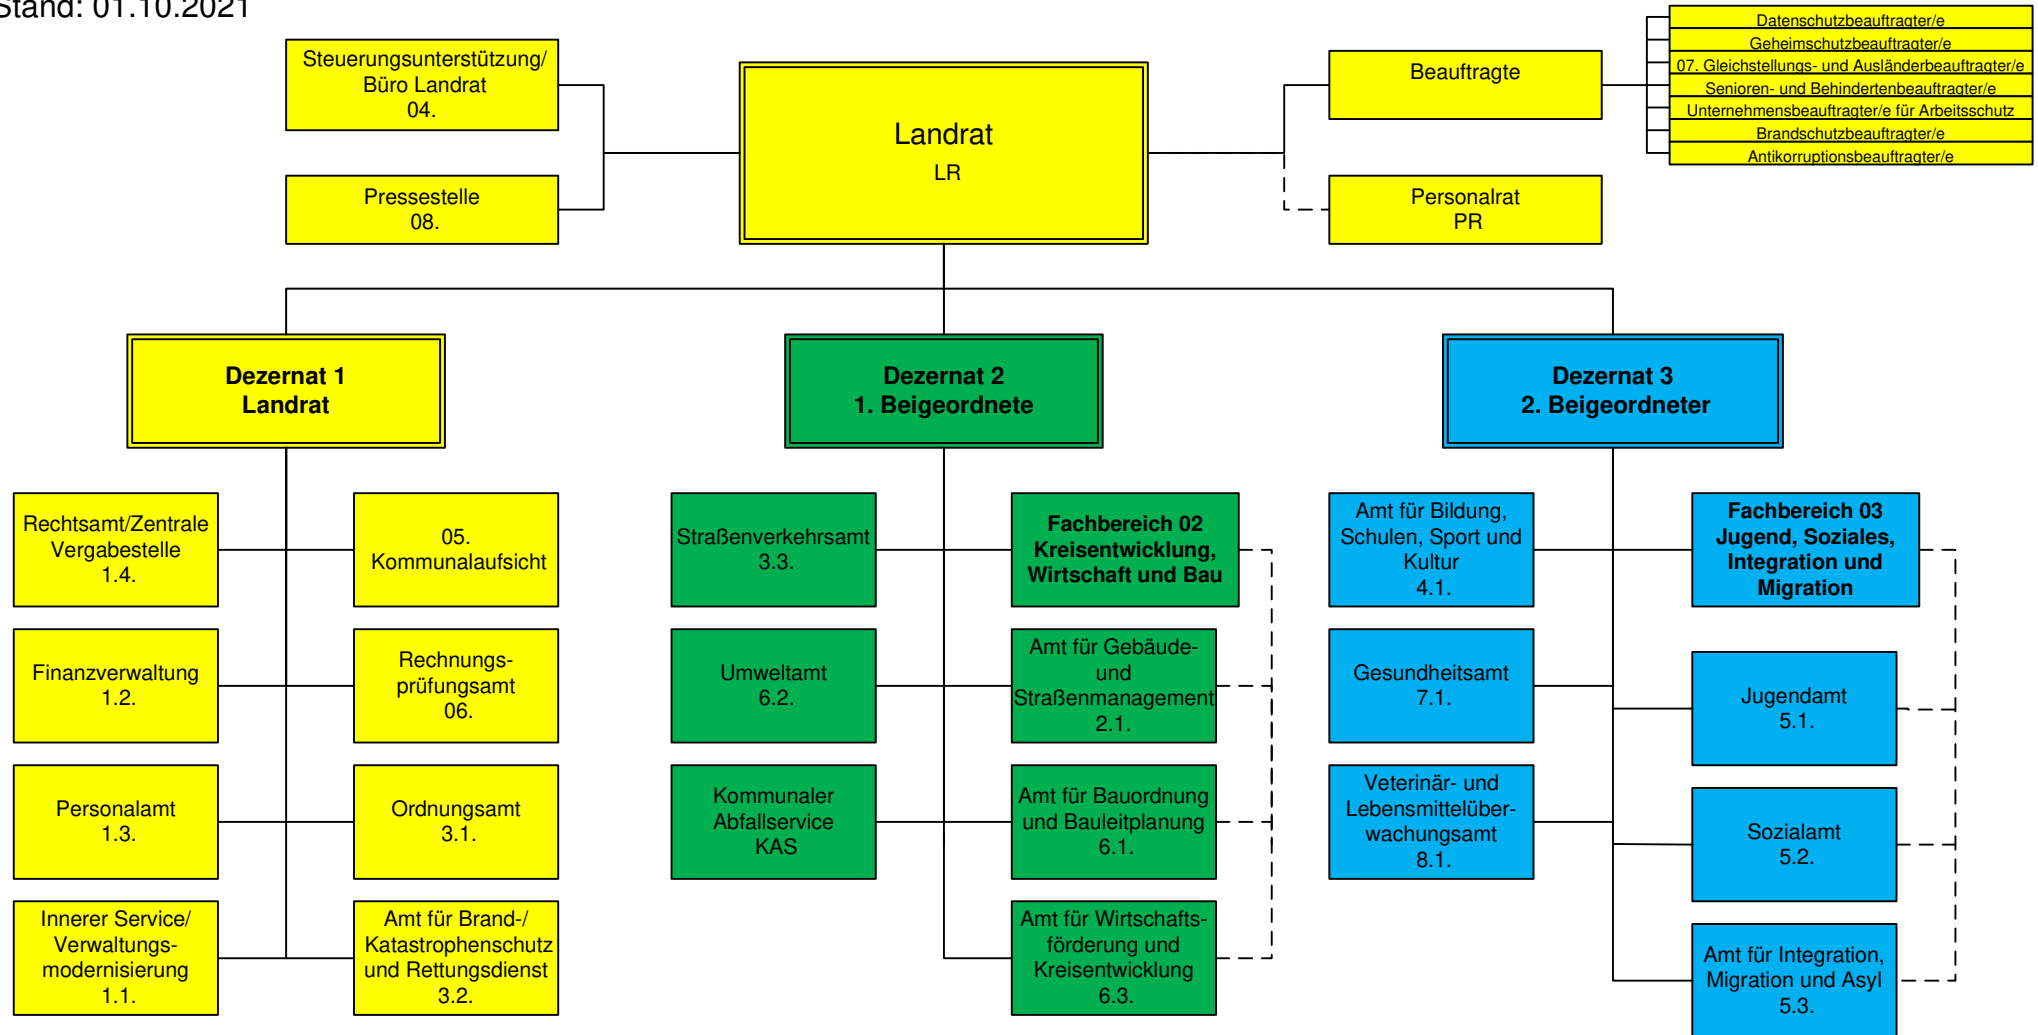 Stand: 01.10.2021
Steuerungsunterstützung/
Büro Landrat
04.
Pressestelle
08.
Landrat
LR
Beauftragte
Personalrat
PR
Datenschutzbeauftragter/e
Geheimschutzbeauftragter/e
07. Gleichstellungs- und Ausländerbeauftragter/e
Senioren- und Behindertenbeauftragter/e
Unternehmensbeauftragter/e für Arbeitsschutz
Brandschutzbeauftragter/e
Antikorruptionsbeauftragter/e
Dezernat 1
Landrat
Dezernat 2
1. Beigeordnete
Dezernat 3
2. Beigeordneter
Rechtsamt/Zentrale
Vergabestelle
1.4.
05.
Kommunalaufsicht
Finanzverwaltung
1.2.
Rechnungs-
prüfungsamt
06.
Personalamt
1.3.
Ordnungsamt
3.1.
Innerer Service/
Verwaltungs-
modernisierung
1.1.
Amt für Brand-/
Katastrophenschutz
und Rettungsdienst
3.2.
Straßenverkehrsamt
3.3.
Fachbereich 02
Kreisentwicklung,
Wirtschaft und Bau
Umweltamt
6.2.
Amt für Gebäude-
und
Straßenmanagement
2.1.
Kommunaler
Abfallservice
KAS
Amt für Bauordnung
und Bauleitplanung
6.1.
Amt für Wirtschafts-
förderung und
Kreisentwicklung
6.3.
Amt für Bildung,
Schulen, Sport und
Kultur
4.1.
Fachbereich 03
Jugend, Soziales,
Integration und
Migration
Gesundheitsamt
7.1.
Jugendamt
5.1.
Veterinär- und
Lebensmittelüber-
wachungsamt
8.1.
Sozialamt
5.2.
Amt für Integration,
Migration und Asyl
5.3.